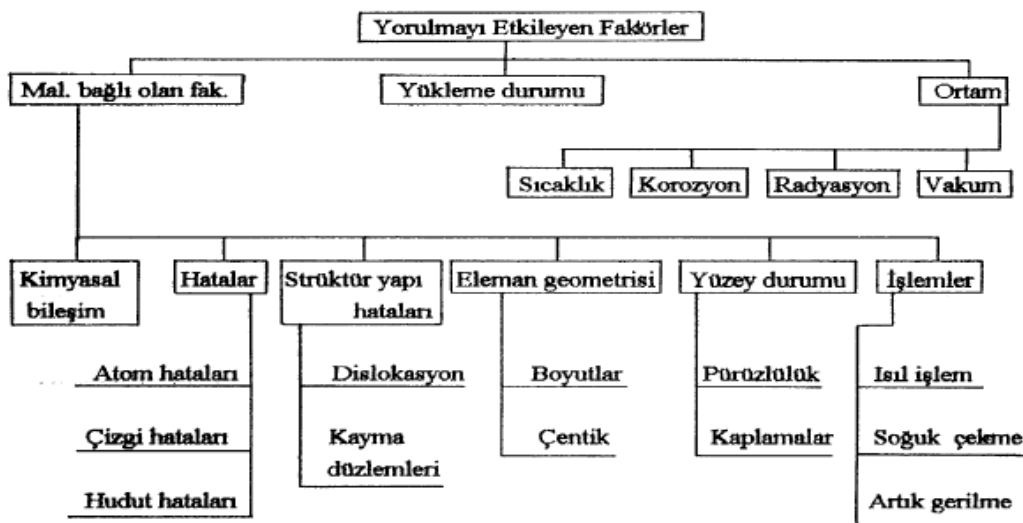 Yorulmayı Etkileyen Faktörler
Mal. bağlı olan fak.
Yükleme durumu
Ortam
Sıcaklık
Korozyon
Radyasyon
Vakum
Kimyasal
bileşim
Hatalar
Strüktür yapı
hataları
Eleman geometrisi
Yüzey durumu
İşlemler
Atom hataları
Dislokasyon
Boyutlar
Pürüzlülük
Isıl işlem
Çizgi hataları
Kayma
düzlemleri
Çentik
Kaplamalar
Soğuk çekme
Hudut hataları
Artık gerilme